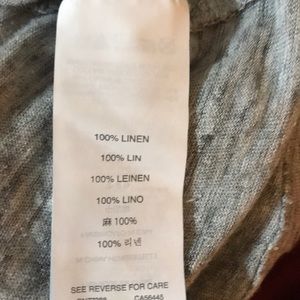 100% LINEN
100% LIN
100% LEINEN
100% LINO
麻 100%
100% 리넨
SEE REVERSE FOR CARE
CA56445